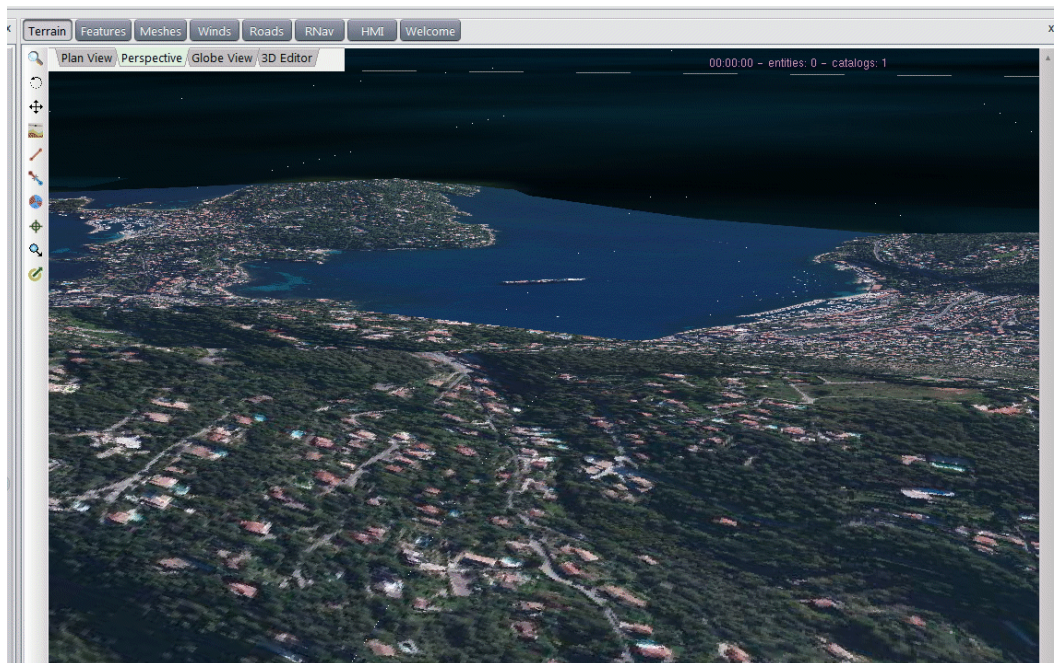 Terrain Features Meshes Winds Roads RNav HMI Welcome x
Plan View Perspective Globe View 3D Editor
00:00:00 - entities: 0 - catalogs: 1